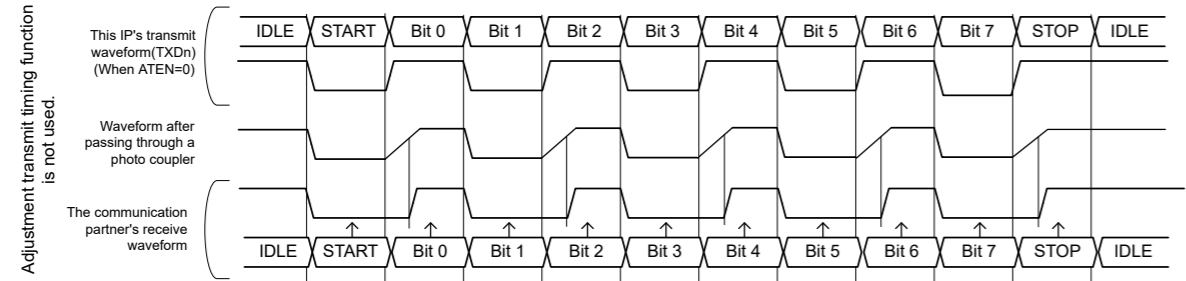 Adjustment transmit timing function
is not used.
This IP's transmit
waveform(TXDn)
(When ATEN=0)
IDLE START Bit 0 Bit 1 Bit 2 Bit 3 Bit 4 Bit 5 Bit 6 Bit 7 STOP IDLE
Waveform after
passing through a
photo coupler
The communication
partner's receive
waveform
IDLE START Bit 0 Bit 1 Bit 2 Bit 3 Bit 4 Bit 5 Bit 6 Bit 7 STOP IDLE